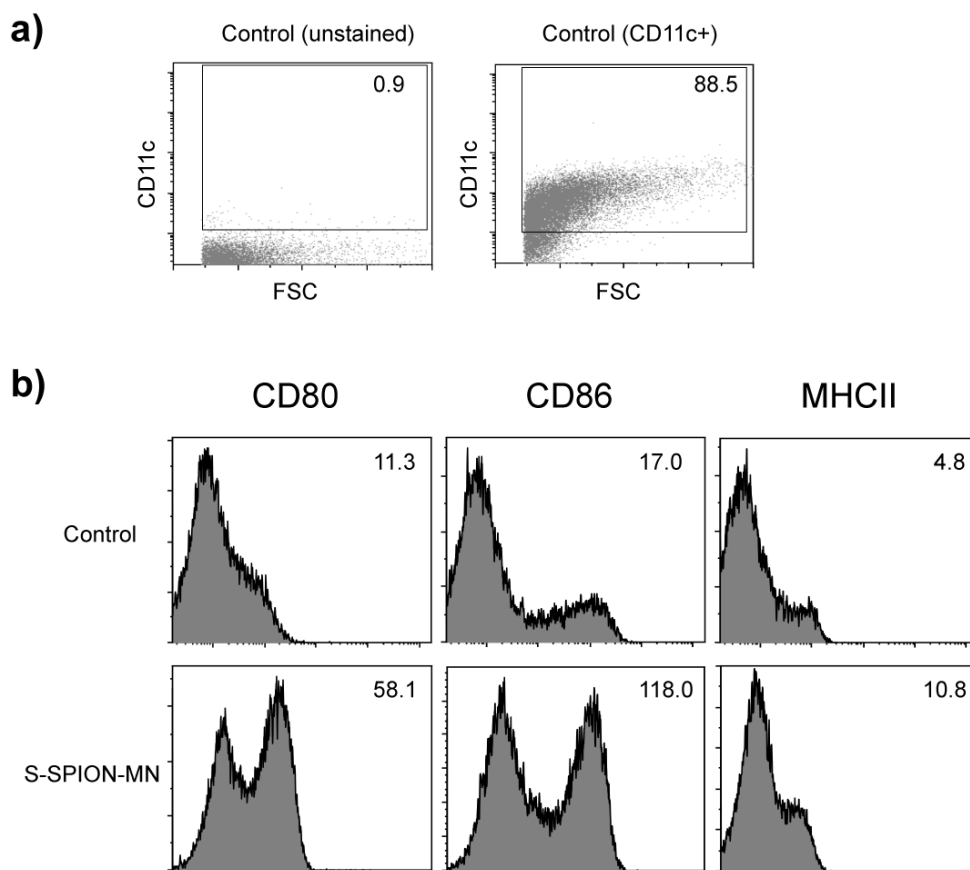 a)
Control (unstained)
Control (CD11c+)
0.9
88.5
CD11c
CD11c
FSC
FSC
b)
CD80
CD86
MHCII
Control
11.3
17.0
4.8
S-SPION-MN
58.1
118.0
10.8